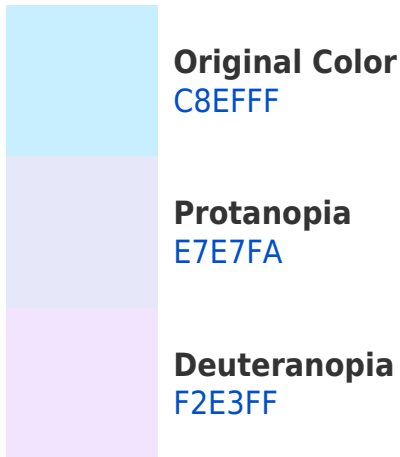 Original Color
C8EFFF
Protanopia
E7E7FA
Deuteranopia
F2E3FF